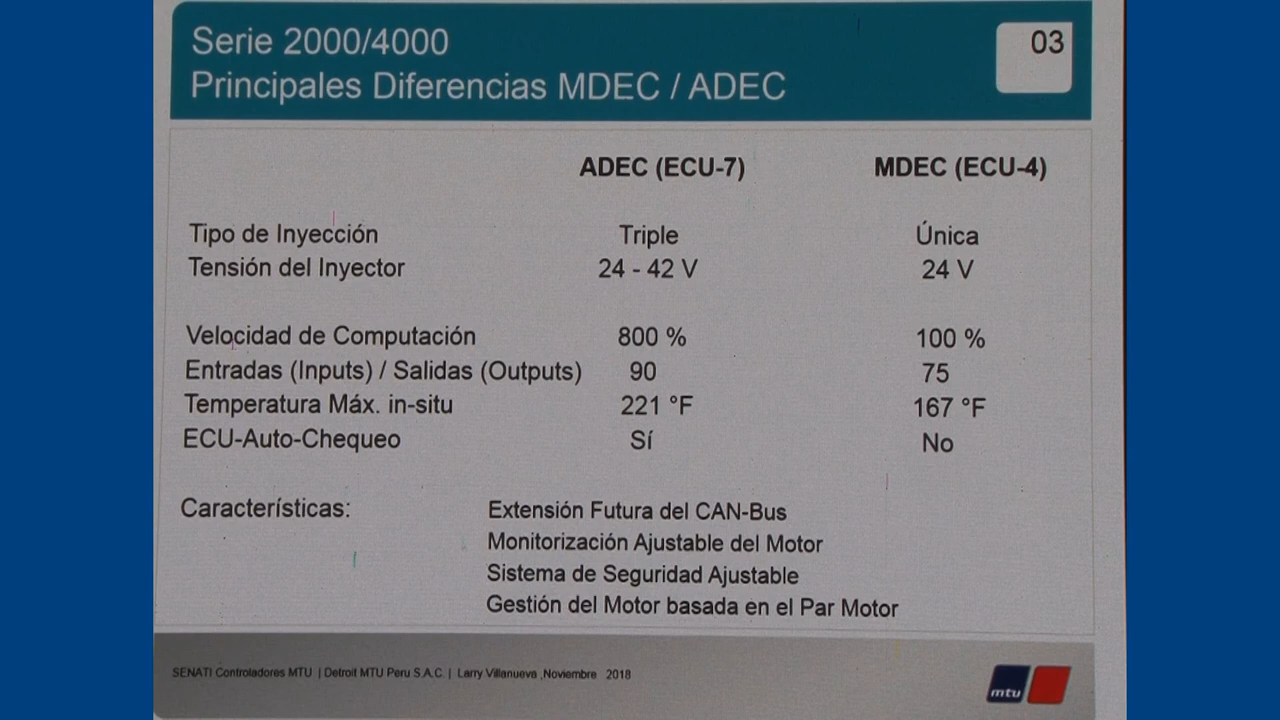 Serie 2000/4000
Principales Diferencias MDEC / ADEC
03
ADEC (ECU-7) MDEC (ECU-4)
Tipo de Inyección Triple Única
Tensión del Inyector 24 - 42 V 24 V
Velocidad de Computación 800 % 100 %
Entradas (Inputs) / Salidas (Outputs) 90 75
Temperatura Máx. in-situ 221 °F 167 °F
ECU-Auto-Chequeo Sí No
Características: Extensión Futura del CAN-Bus
Monitorización Ajustable del Motor
Sistema de Seguridad Ajustable
Gestión del Motor basada en el Par Motor
SENATI Controladores MTU | Detroit MTU Peru S.A.C. | Larry Villanueva ,Noviembre 2018
mtu